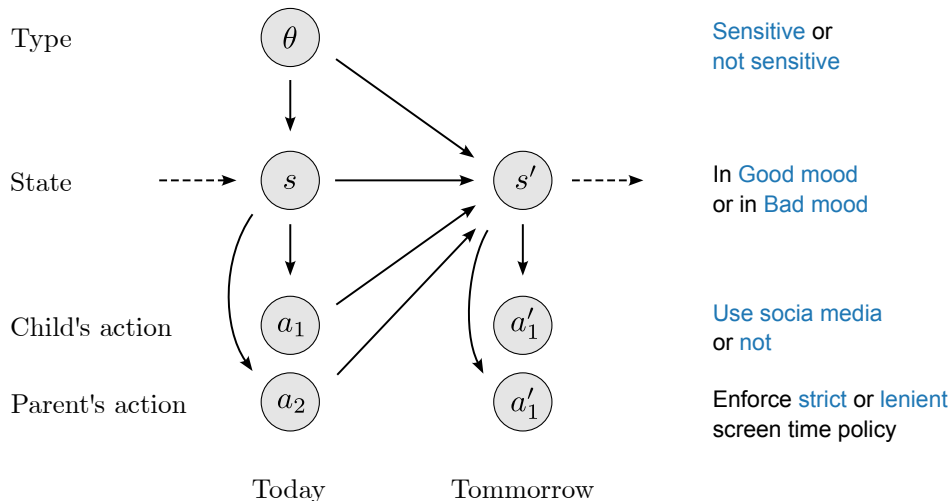 Type θ Sensitive or
not sensitive
State s s′ In Good mood
or in Bad mood
Child's action a₁ a′₁ Use socia media
or not
Parent's action a₂ a′₁ Enforce strict or lenient
screen time policy
Today Tommorrow